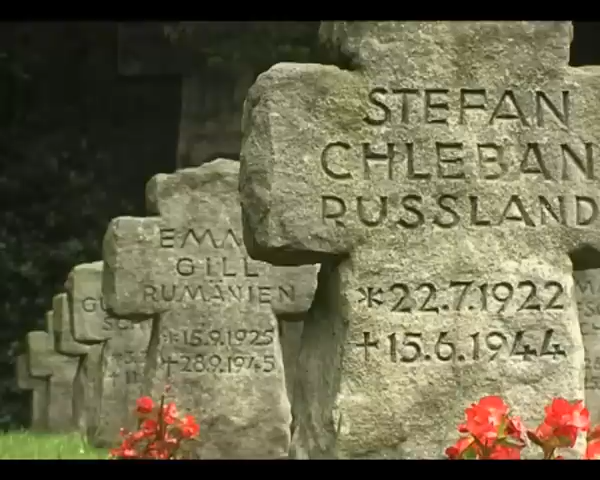 STEFAN
CHLEBAN
RUSSLAND
*22.7.1922
†15.6.1944
GILL
RUMÄNIEN
*15.9.1925
†28.9.1945